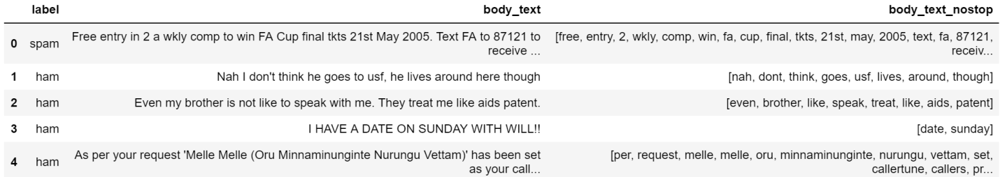 label body_text body_text_nostop
0 spam Free entry in 2 a wkly comp to win FA Cup final tkts 21st May 2005. Text FA to 87121 to receive ... [free, entry, 2, wkly, comp, win, fa, cup, final, tkts, 21st, may, 2005, text, fa, 87121, receiv...
1 ham Nah I don't think he goes to usf, he lives around here though [nah, dont, think, goes, usf, lives, around, though]
2 ham Even my brother is not like to speak with me. They treat me like aids patent. [even, brother, like, speak, treat, like, aids, patent]
3 ham I HAVE A DATE ON SUNDAY WITH WILL!! [date, sunday]
4 ham As per your request 'Melle Melle (Oru Minnaminunginte Nurungu Vettam)' has been set as your call... [per, request, melle, melle, oru, minnaminunginte, nurungu, vettam, set, callertune, callers, pr...